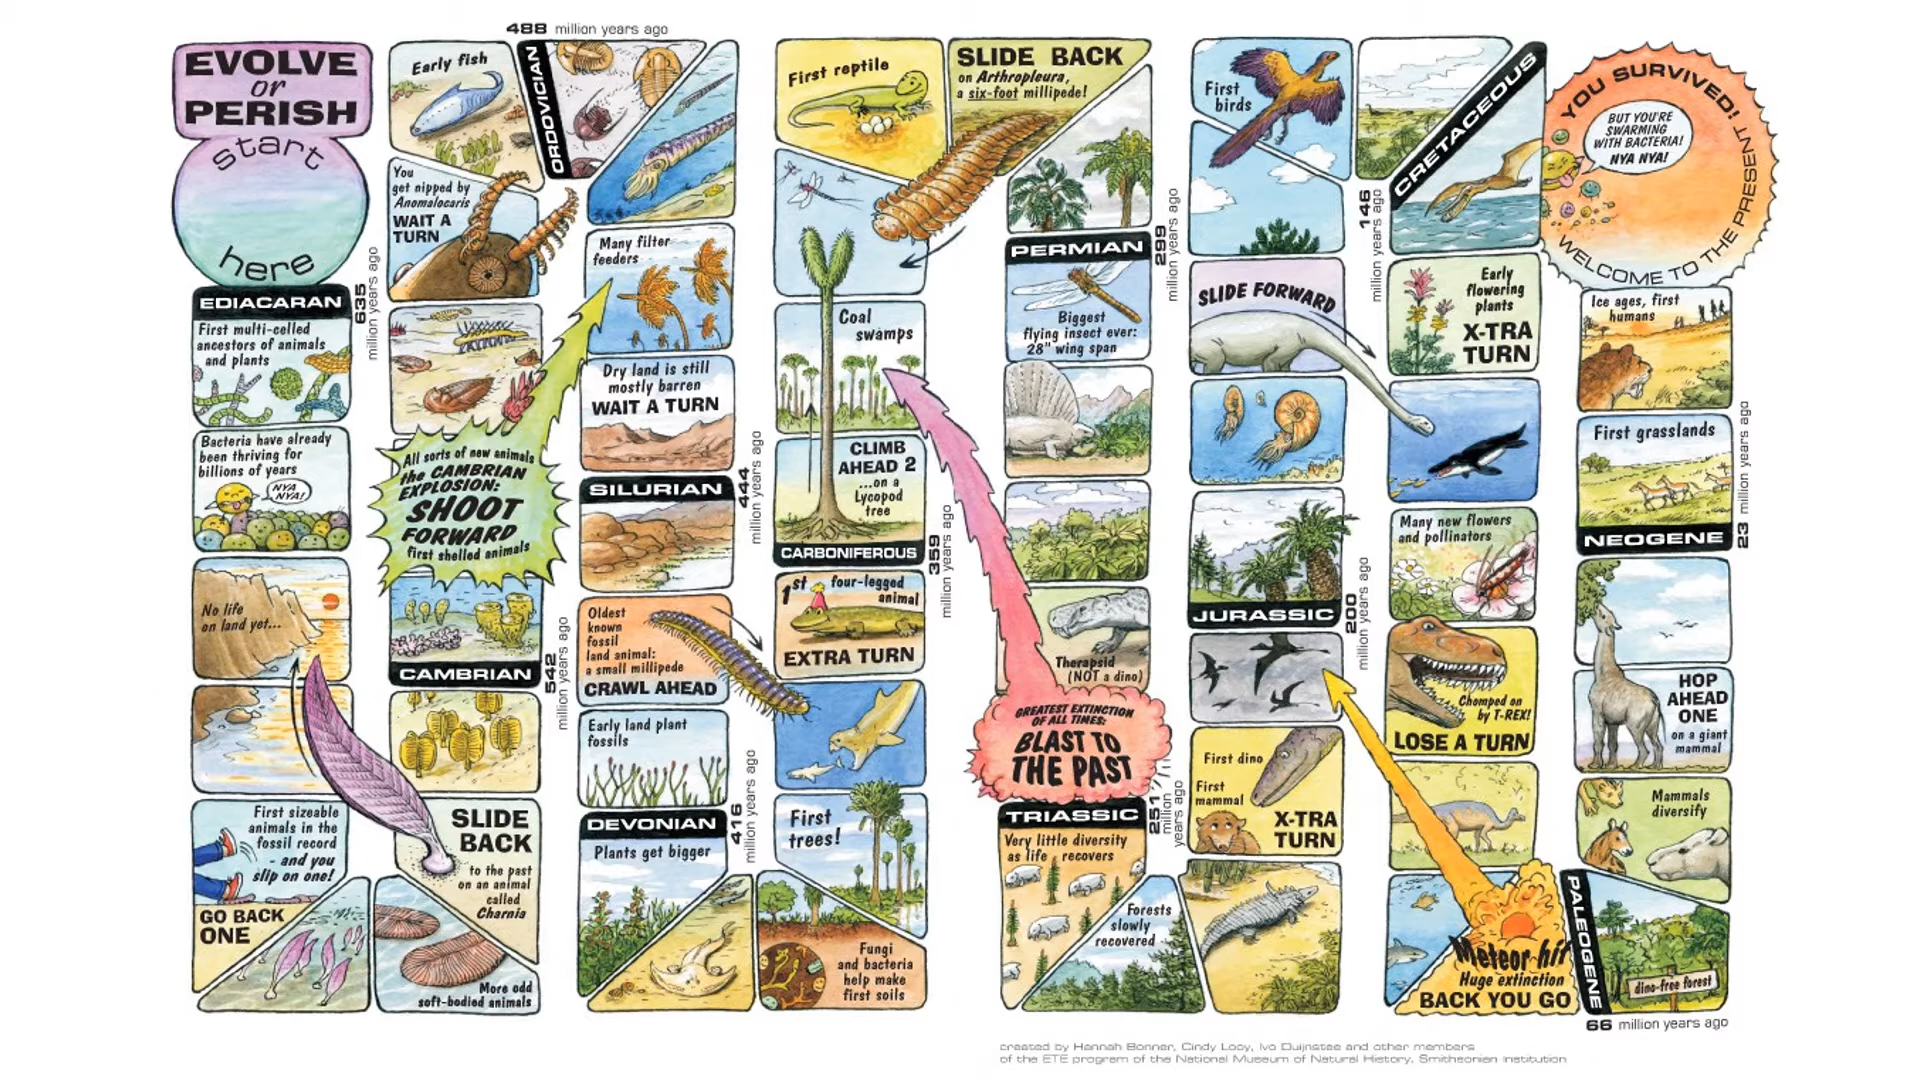 EVOLVE
or
PERISH
start
here
EDIACARAN
635
million years ago
First multi-celled
ancestors of animals
and plants
Bacteria have already
been thriving for
billions of years
NYA
NYA!
No life
on land yet...
First sizeable
animals in the
fossil record
- and you
slip on one!
GO BACK
ONE
More odd
soft-bodied animals
SLIDE
BACK
to the past
on an animal
called
Charnia
CAMBRIAN
542
million years ago
All sorts of new animals
the CAMBRIAN
EXPLOSION:
SHOOT
FORWARD
first shelled animals
You
get nipped by
Anomalocaris
WAIT A
TURN
Early fish
488 million years ago
ORDOVICIAN
Many filter
feeders
Dry land is still
mostly barren
WAIT A TURN
SILURIAN
444
million years ago
Oldest
known
fossil
land animal:
a small millipede
CRAWL AHEAD
Early land plant
fossils
DEVONIAN
416
million years ago
Plants get bigger
Fungi
and bacteria
help make
first soils
First
trees!
1st four-legged
animal
EXTRA TURN
CARBONIFEROUS
359
million years ago
CLIMB
AHEAD 2
...on a
Lycopod
tree
Coal
swamps
First reptile
SLIDE BACK
on Arthropleura,
a six-foot millipede!
PERMIAN
299
million years ago
Biggest
flying insect ever:
28" wing span
Therapsid
(NOT a dino)
GREATEST EXTINCTION
OF ALL TIMES:
BLAST TO
THE PAST
TRIASSIC
251
million
years ago
Very little diversity
as life recovers
Forests
slowly
recovered
First dino
First
mammal
X-TRA
TURN
JURASSIC
200
million years ago
SLIDE FORWARD
First
birds
146
million years ago
CRETACEOUS
Early
flowering
plants
X-TRA
TURN
Many new flowers
and pollinators
Chomped on
by T-REX!
LOSE A TURN
Meteor hit
Huge extinction
BACK YOU GO
PALEOGENE
66 million years ago
dino-free forest
Mammals
diversify
HOP
AHEAD
ONE
on a giant
mammal
NEOGENE
23
million years ago
First grasslands
Ice ages, first
humans
YOU SURVIVED!
BUT YOU'RE
SWARMING
WITH BACTERIA!
NYA NYA!
WELCOME TO THE PRESENT
created by Hannah Bonner, Cindy Looy, Ivo Duijnstee and other members
of the ETE program of the National Museum of Natural History, Smithsonian Institution